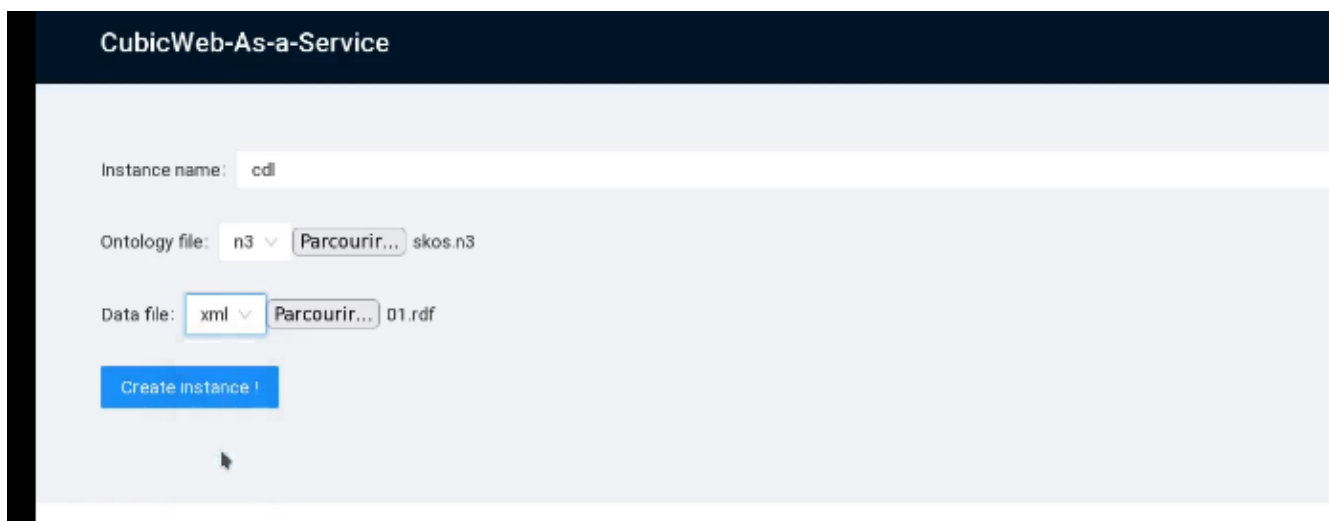 CubicWeb-As-a-Service
Instance name: cdl
Ontology file: n3 Parcourir... skos.n3
Data file: xml Parcourir... 01.rdf
Create instance !